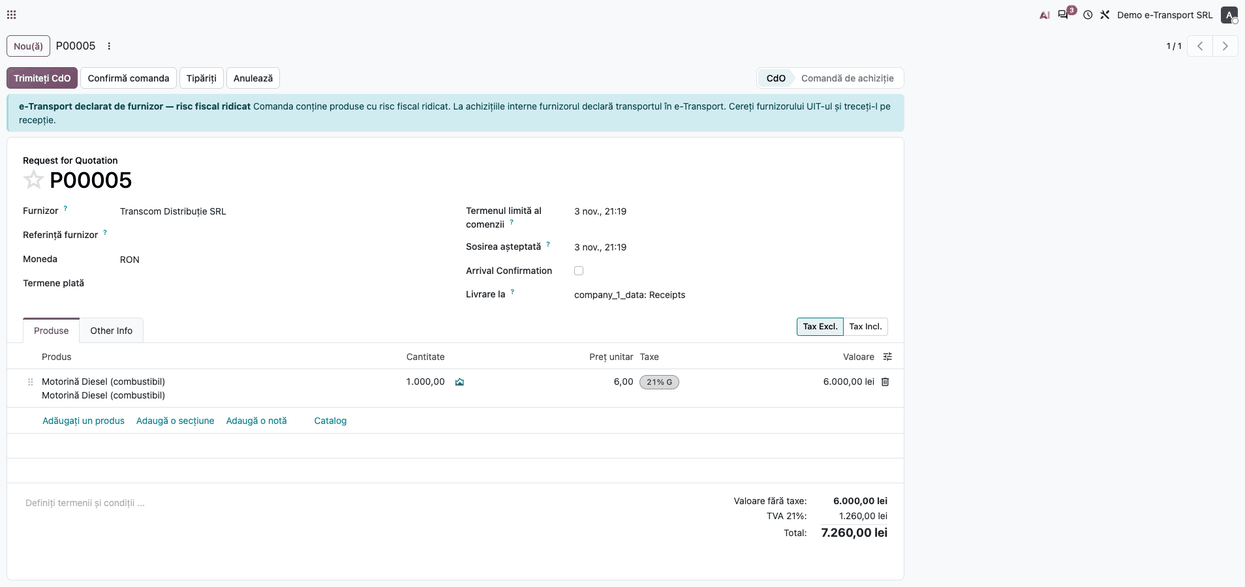 AI 3 Demo e-Transport SRL A
Nou(ă) P00005 1 / 1
Trimiteți CdO Confirmă comanda Tipăriți Anulează CdO Comandă de achiziție
e-Transport declarat de furnizor — risc fiscal ridicat Comanda conține produse cu risc fiscal ridicat. La achizițiile interne furnizorul declară transportul în e-Transport. Cereți furnizorului UIT-ul și treceți-l pe
recepție.
Request for Quotation
P00005
Furnizor ? Transcom Distribuție SRL
Referință furnizor ?
Moneda RON
Termene plată
Termenul limită al
comenzii ? 3 nov., 21:19
Sosirea așteptată ? 3 nov., 21:19
Arrival Confirmation
Livrare la ? company_1_data: Receipts
Produse Other Info Tax Excl. Tax Incl.
Produs Cantitate Preț unitar Taxe Valoare
Motorină Diesel (combustibil) 1.000,00 6,00 21% G 6.000,00 lei
Motorină Diesel (combustibil)
Adăugați un produs Adaugă o secțiune Adaugă o notă Catalog
Definiți termenii și condiții ...
Valoare fără taxe: 6.000,00 lei
TVA 21%: 1.260,00 lei
Total: 7.260,00 lei